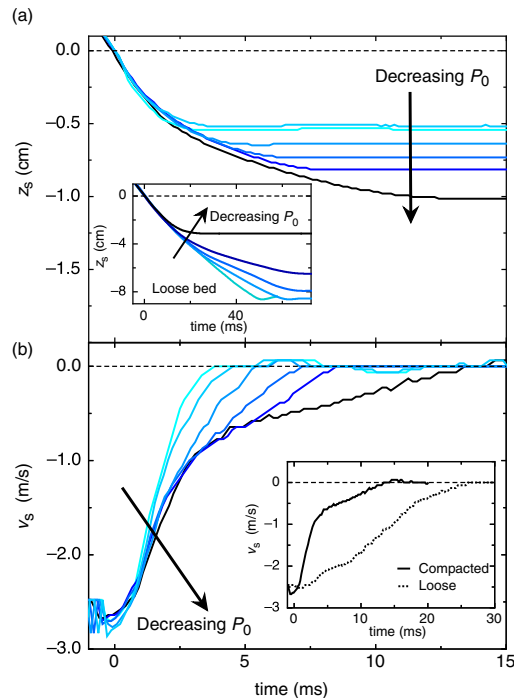 (a)
0.0
−0.5
−1.0
−1.5
z_s (cm)
Decreasing P_0
0
−4
−8
z_s (cm)
Decreasing P_0
Loose bed
0
40
time (ms)
(b)
0.0
−1.0
−2.0
−3.0
v_s (m/s)
Decreasing P_0
0
−1
−2
−3
v_s (m/s)
Compacted
Loose
0
10
20
30
time (ms)
0
5
10
15
time (ms)